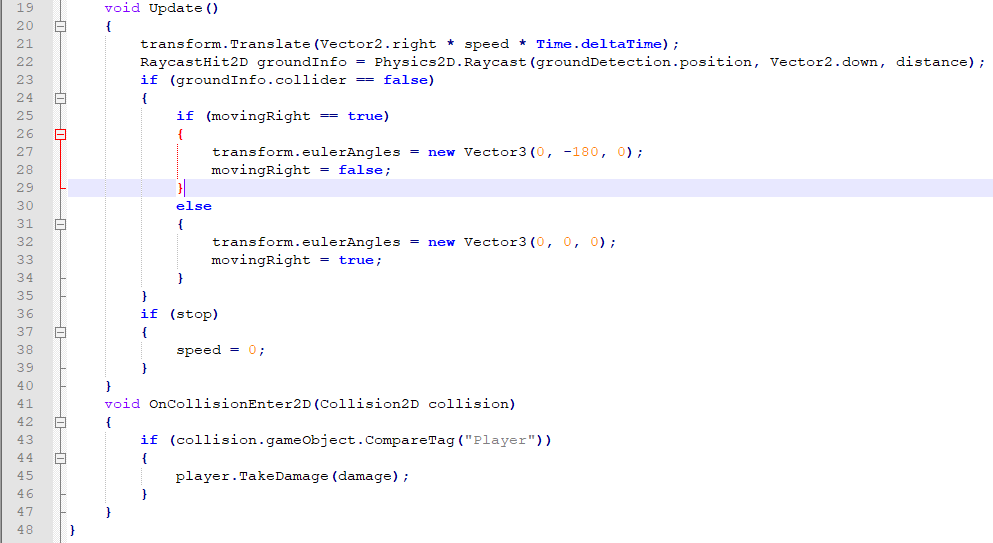 19 void Update()
20 {
21 transform.Translate(Vector2.right * speed * Time.deltaTime);
22 RaycastHit2D groundInfo = Physics2D.Raycast(groundDetection.position, Vector2.down, distance);
23 if (groundInfo.collider == false)
24 {
25 if (movingRight == true)
26 {
27 transform.eulerAngles = new Vector3(0, -180, 0);
28 movingRight = false;
29 }
30 else
31 {
32 transform.eulerAngles = new Vector3(0, 0, 0);
33 movingRight = true;
34 }
35 }
36 if (stop)
37 {
38 speed = 0;
39 }
40 }
41 void OnCollisionEnter2D(Collision2D collision)
42 {
43 if (collision.gameObject.CompareTag("Player"))
44 {
45 player.TakeDamage(damage);
46 }
47 }
48 }